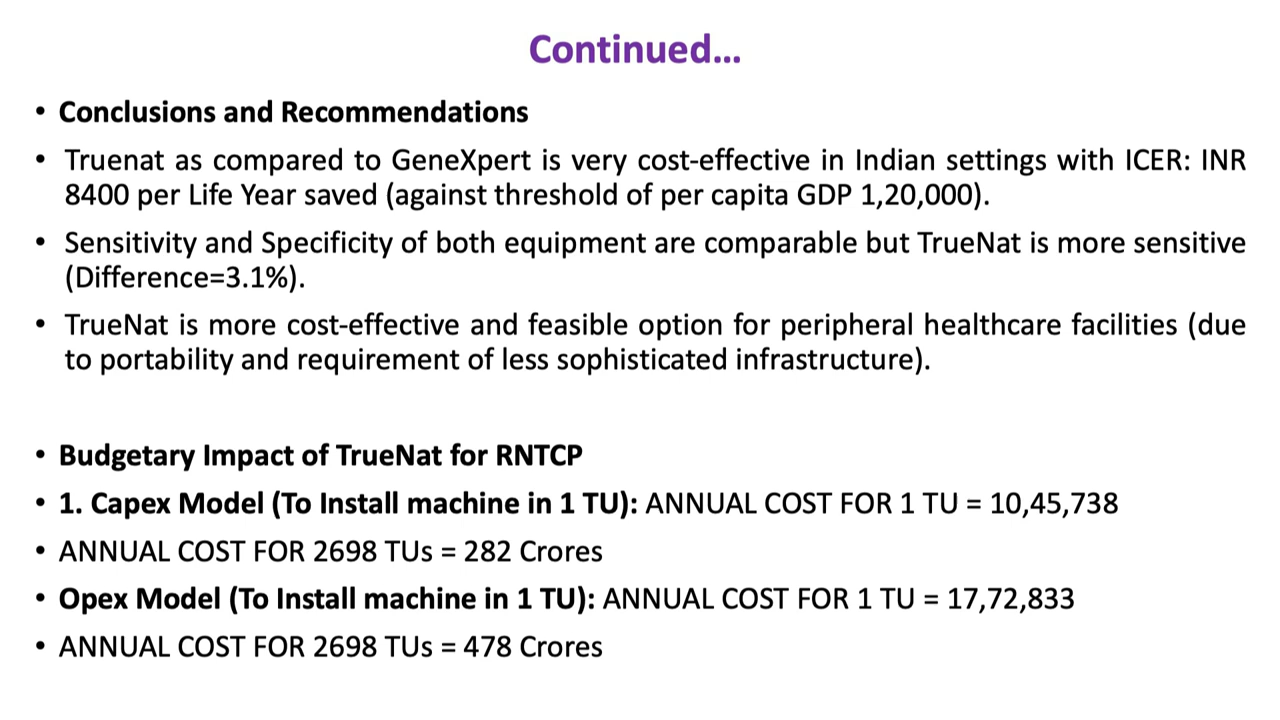 Continued…
• Conclusions and Recommendations
• Truenat as compared to GeneXpert is very cost-effective in Indian settings with ICER: INR
8400 per Life Year saved (against threshold of per capita GDP 1,20,000).
• Sensitivity and Specificity of both equipment are comparable but TrueNat is more sensitive
(Difference=3.1%).
• TrueNat is more cost-effective and feasible option for peripheral healthcare facilities (due
to portability and requirement of less sophisticated infrastructure).
• Budgetary Impact of TrueNat for RNTCP
• 1. Capex Model (To Install machine in 1 TU): ANNUAL COST FOR 1 TU = 10,45,738
• ANNUAL COST FOR 2698 TUs = 282 Crores
• Opex Model (To Install machine in 1 TU): ANNUAL COST FOR 1 TU = 17,72,833
• ANNUAL COST FOR 2698 TUs = 478 Crores